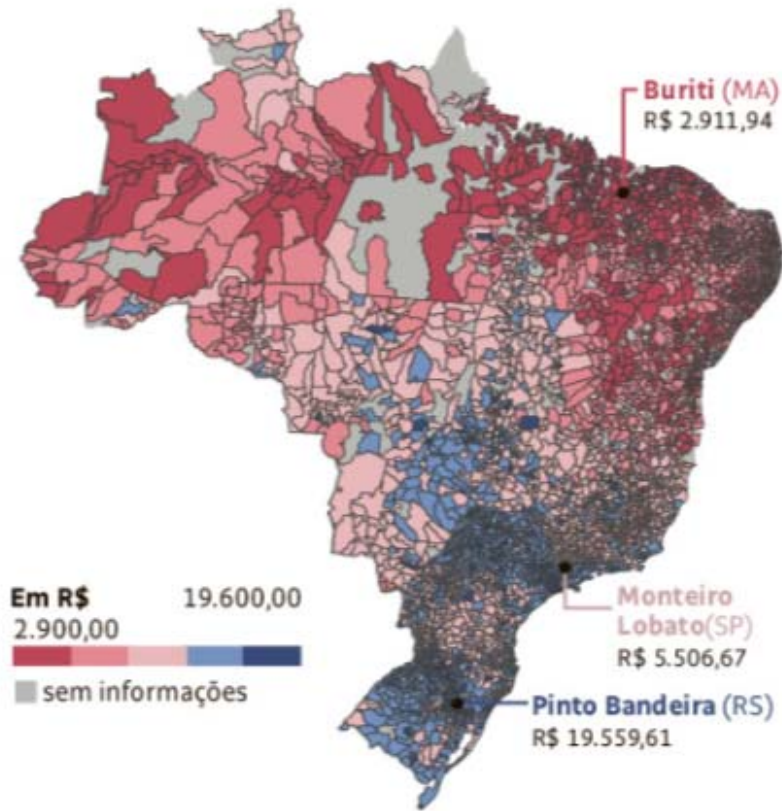 Buriti (MA)
R$ 2.911,94
Em R$
19.600,00
2.900,00
sem informações
Monteiro
Lobato(SP)
R$ 5.506,67
Pinto Bandeira (RS)
R$ 19.559,61